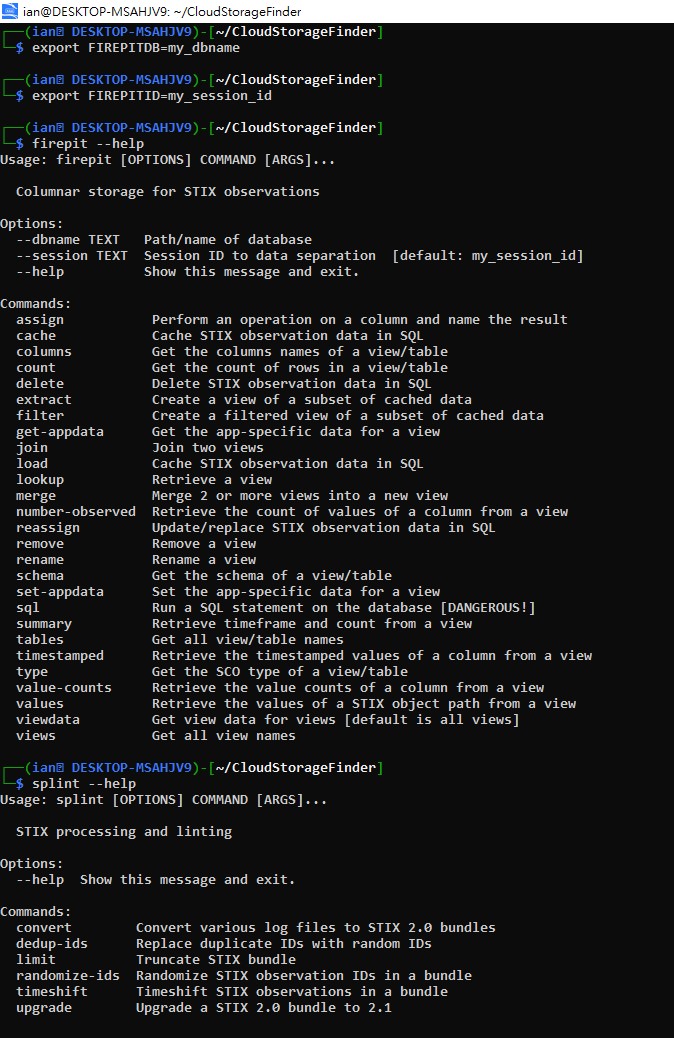 ian@DESKTOP-MSAHJV9: ~/CloudStorageFinder
┌──(ian㉿ DESKTOP-MSAHJV9)-[~/CloudStorageFinder]
└─$ export FIREPITDB=my_dbname
┌──(ian㉿ DESKTOP-MSAHJV9)-[~/CloudStorageFinder]
└─$ export FIREPITID=my_session_id
┌──(ian㉿ DESKTOP-MSAHJV9)-[~/CloudStorageFinder]
└─$ firepit --help
Usage: firepit [OPTIONS] COMMAND [ARGS]...
Columnar storage for STIX observations
Options:
--dbname TEXT   Path/name of database
--session TEXT  Session ID to data separation  [default: my_session_id]
--help          Show this message and exit.
Commands:
assign           Perform an operation on a column and name the result
cache            Cache STIX observation data in SQL
columns          Get the columns names of a view/table
count            Get the count of rows in a view/table
delete           Delete STIX observation data in SQL
extract          Create a view of a subset of cached data
filter           Create a filtered view of a subset of cached data
get-appdata      Get the app-specific data for a view
join             Join two views
load             Cache STIX observation data in SQL
lookup           Retrieve a view
merge            Merge 2 or more views into a new view
number-observed  Retrieve the count of values of a column from a view
reassign         Update/replace STIX observation data in SQL
remove           Remove a view
rename           Rename a view
schema           Get the schema of a view/table
set-appdata      Set the app-specific data for a view
sql              Run a SQL statement on the database [DANGEROUS!]
summary          Retrieve timeframe and count from a view
tables           Get all view/table names
timestamped      Retrieve the timestamped values of a column from a view
type             Get the SCO type of a view/table
value-counts     Retrieve the value counts of a column from a view
values           Retrieve the values of a STIX object path from a view
viewdata         Get view data for views [default is all views]
views            Get all view names
┌──(ian㉿ DESKTOP-MSAHJV9)-[~/CloudStorageFinder]
└─$ splint --help
Usage: splint [OPTIONS] COMMAND [ARGS]...
STIX processing and linting
Options:
--help  Show this message and exit.
Commands:
convert        Convert various log files to STIX 2.0 bundles
dedup-ids      Replace duplicate IDs with random IDs
limit          Truncate STIX bundle
randomize-ids  Randomize STIX observation IDs in a bundle
timeshift      Timeshift STIX observations in a bundle
upgrade        Upgrade a STIX 2.0 bundle to 2.1